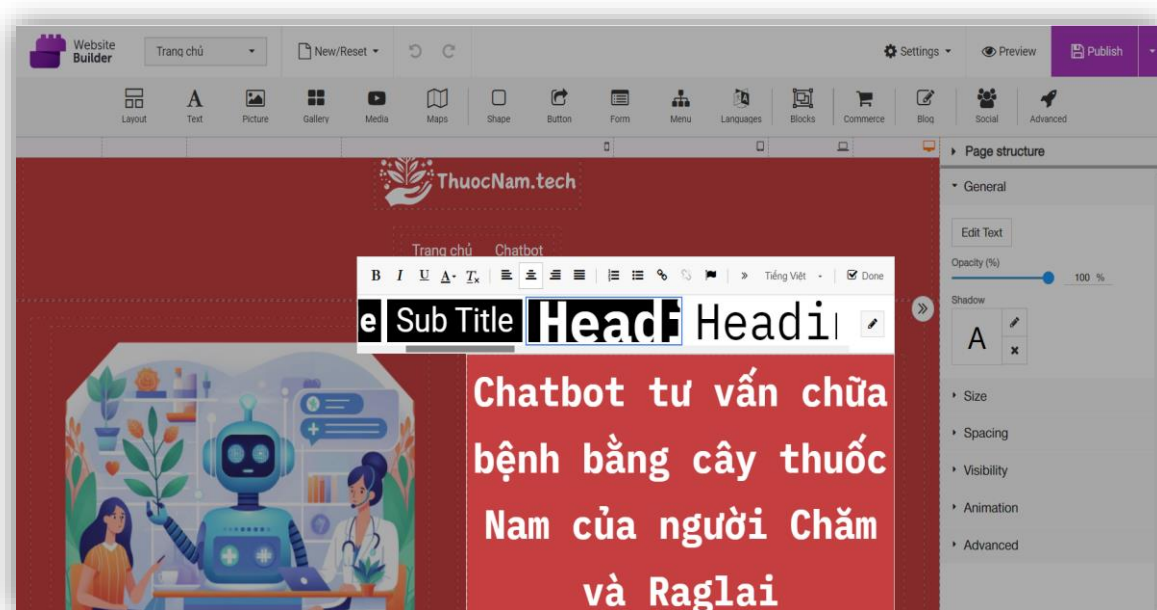 Website
Builder
Trang chủ
New/Reset
Settings
Preview
Publish
Layout
Text
Picture
Gallery
Media
Maps
Shape
Button
Form
Menu
Languages
Blocks
Commerce
Blog
Social
Advanced
Page structure
General
Edit Text
Opacity (%)
100 %
Shadow
A
Size
Spacing
Visibility
Animation
Advanced
ThuocNam.tech
Trang chủ Chatbot
B I U A Tx Tiếng Việt Done
e Sub Title Headi Headi
Chatbot tư vấn chữa
bệnh bằng cây thuốc
Nam của người Chăm
và Raglai